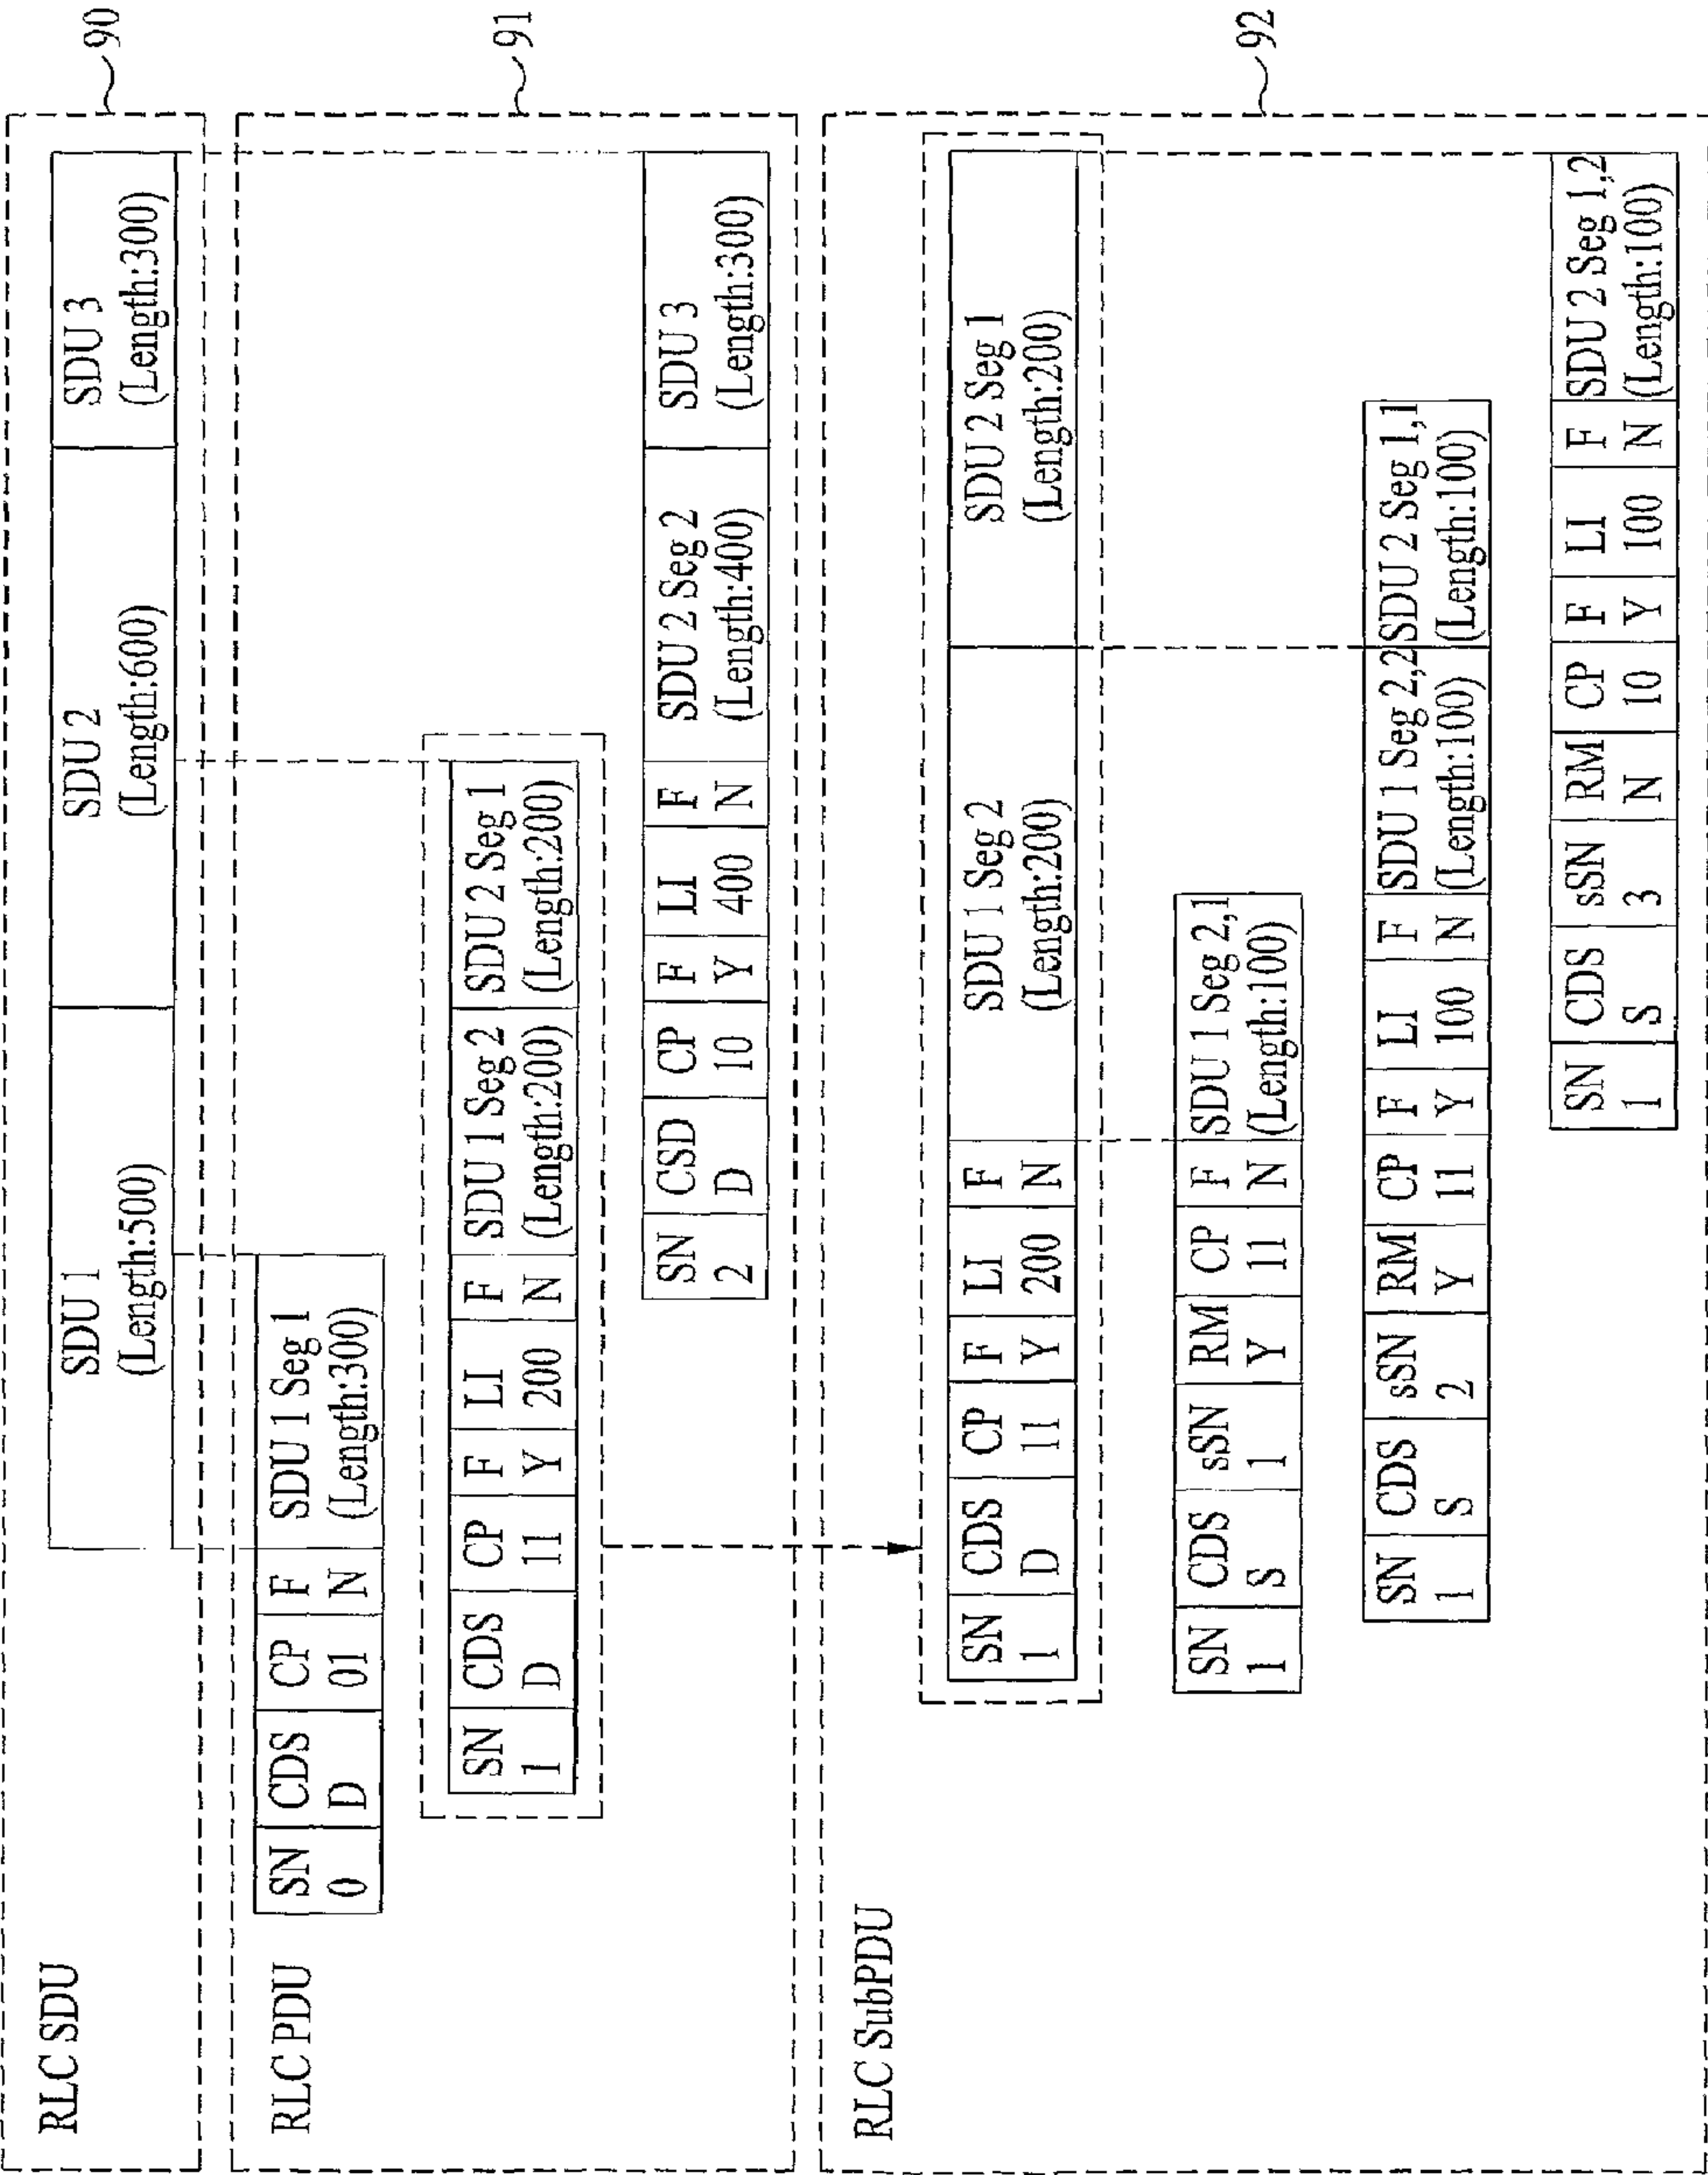 RLC SDU
SDU 1
(Length:500)
SDU 2
(Length:600)
SDU 3
(Length:300)
90
RLC PDU
SN CDS CP F SDU 1 Seg 1
0 D 01 N (Length:300)
SN CDS CP F LI F SDU 1 Seg 2 SDU 2 Seg 1
1 D 11 Y 200 N (Length:200) (Length:200)
SN CSD CP F LI F SDU 2 Seg 2 SDU 3
2 D 10 Y 400 N (Length:400) (Length:300)
91
RLC SubPDU
SN CDS CP F LI F SDU 1 Seg 2 SDU 2 Seg 1
1 D 11 Y 200 N (Length:200) (Length:200)
SN CDS sSN RM CP F SDU 1 Seg 2,1
1 S 1 Y 11 N (Length:100)
SN CDS sSN RM CP F LI F SDU 1 Seg 2,2 SDU 2 Seg 1,1
1 S 2 Y 11 Y 100 N (Length:100) (Length:100)
SN CDS sSN RM CP F LI F SDU 2 Seg 1,2
1 S 3 N 10 Y 100 N (Length:100)
92